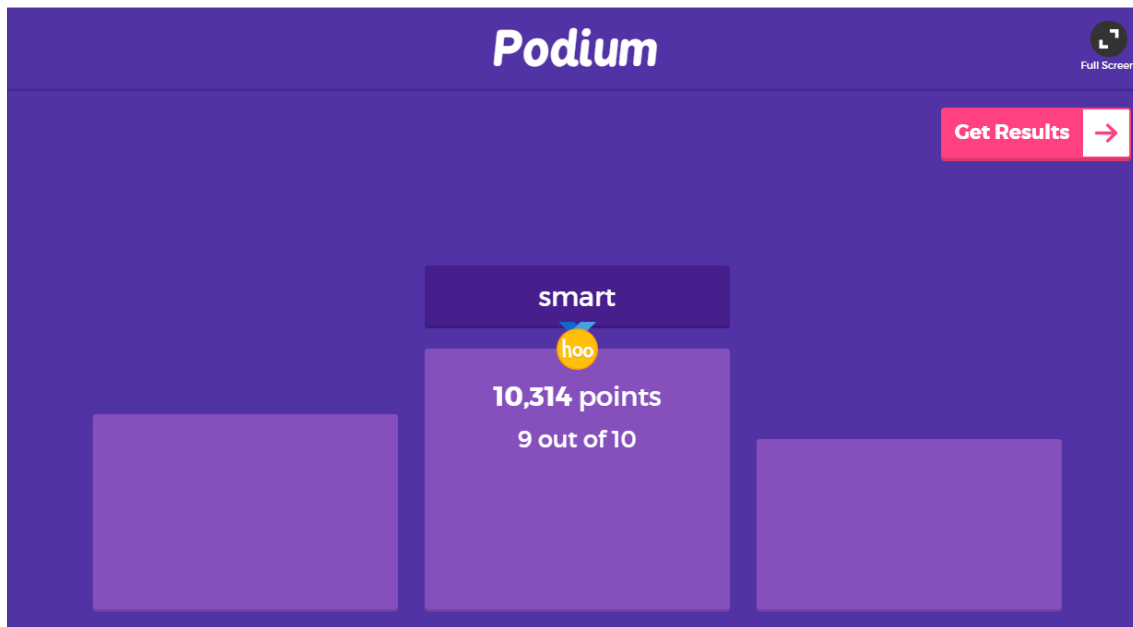 Podium
Full Screen
Get Results
smart
hoo
10,314 points
9 out of 10